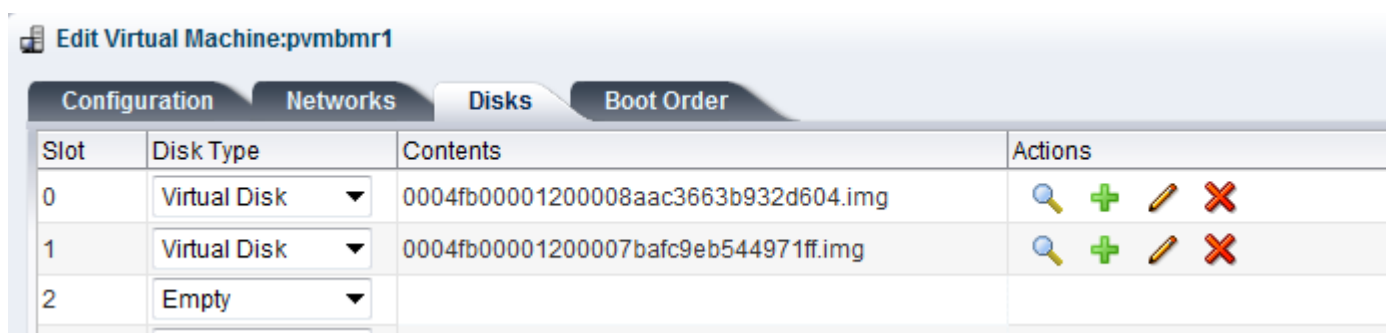 Edit Virtual Machine:pvmbmr1
Configuration Networks Disks Boot Order
Slot Disk Type Contents Actions
0 Virtual Disk 0004fb00001200008aac3663b932d604.img
1 Virtual Disk 0004fb00001200007bafc9eb544971ff.img
2 Empty